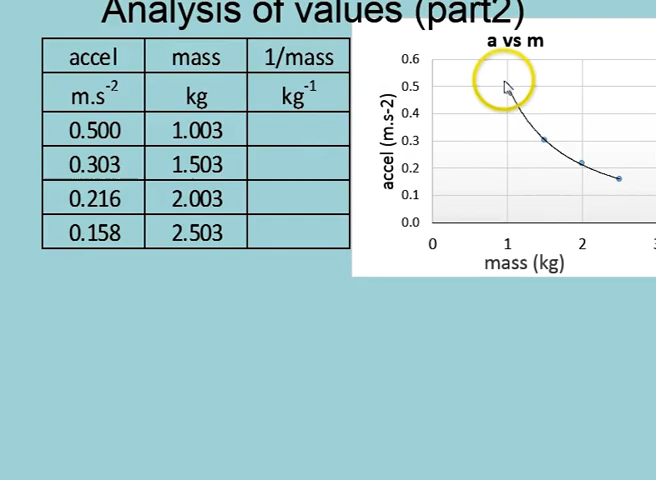 Analysis of values (part2)
accel mass 1/mass
m.s-2 kg kg-1
0.500 1.003
0.303 1.503
0.216 2.003
0.158 2.503
a vs m
accel (m.s-2)
0.6
0.5
0.4
0.3
0.2
0.1
0.0
0 1 2
mass (kg)